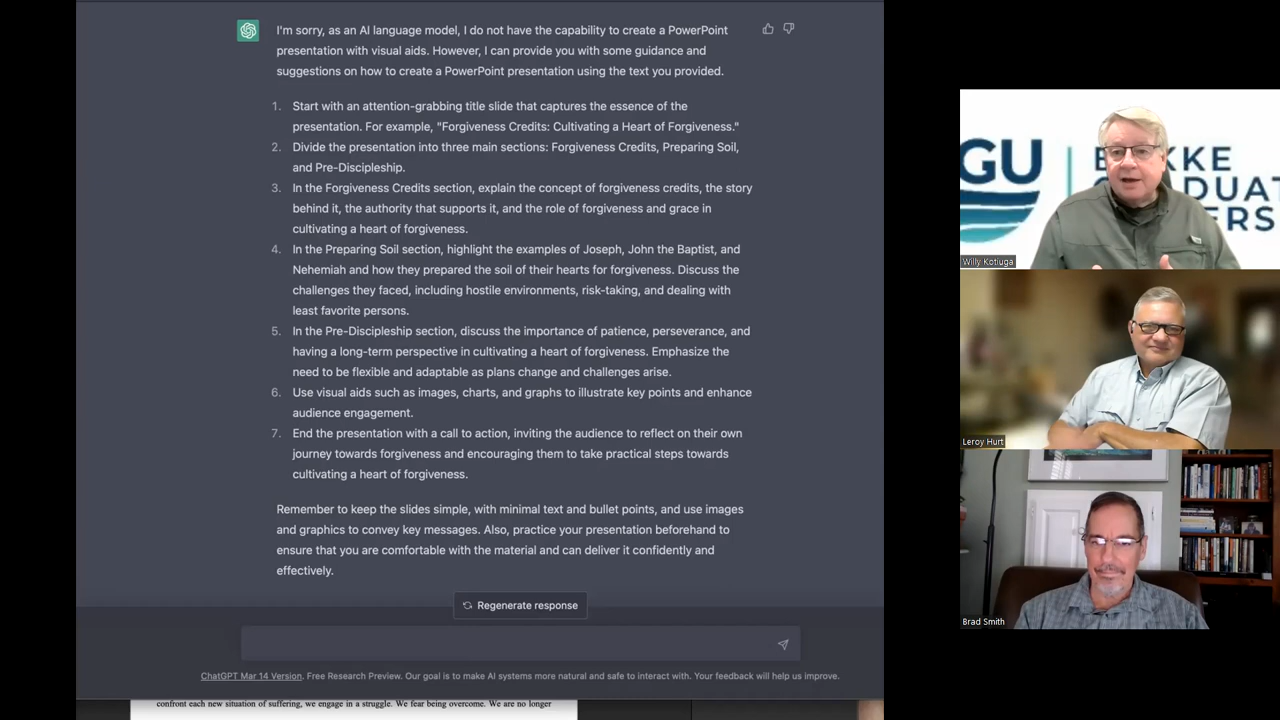 I'm sorry, as an AI language model, I do not have the capability to create a PowerPoint
presentation with visual aids. However, I can provide you with some guidance and
suggestions on how to create a PowerPoint presentation using the text you provided.
1. Start with an attention-grabbing title slide that captures the essence of the
presentation. For example, "Forgiveness Credits: Cultivating a Heart of Forgiveness."
2. Divide the presentation into three main sections: Forgiveness Credits, Preparing Soil,
and Pre-Discipleship.
3. In the Forgiveness Credits section, explain the concept of forgiveness credits, the story
behind it, the authority that supports it, and the role of forgiveness and grace in
cultivating a heart of forgiveness.
4. In the Preparing Soil section, highlight the examples of Joseph, John the Baptist, and
Nehemiah and how they prepared the soil of their hearts for forgiveness. Discuss the
challenges they faced, including hostile environments, risk-taking, and dealing with
least favorite persons.
5. In the Pre-Discipleship section, discuss the importance of patience, perseverance, and
having a long-term perspective in cultivating a heart of forgiveness. Emphasize the
need to be flexible and adaptable as plans change and challenges arise.
6. Use visual aids such as images, charts, and graphs to illustrate key points and enhance
audience engagement.
7. End the presentation with a call to action, inviting the audience to reflect on their own
journey towards forgiveness and encouraging them to take practical steps towards
cultivating a heart of forgiveness.
Remember to keep the slides simple, with minimal text and bullet points, and use images
and graphics to convey key messages. Also, practice your presentation beforehand to
ensure that you are comfortable with the material and can deliver it confidently and
effectively.
Regenerate response
ChatGPT Mar 14 Version. Free Research Preview. Our goal is to make AI systems more natural and safe to interact with. Your feedback will help us improve.
confront each new situation of suffering, we engage in a struggle. We fear being overcome. We are no longer
GU
Willy Kotiuga
Leroy Hurt
Brad Smith